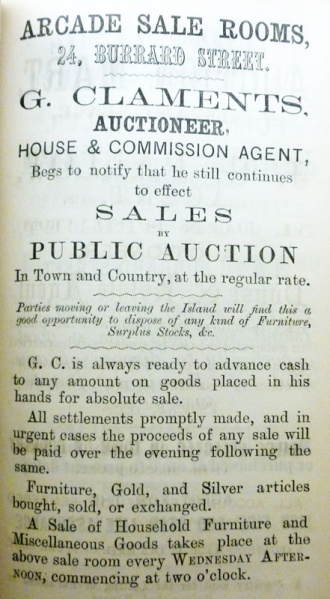 ARCADE SALE ROOMS,
24, BURRARD STREET.
G. CLAMENTS,
AUCTIONEER,
HOUSE & COMMISSION AGENT,
Begs to notify that he still continues
to effect
SALES
BY
PUBLIC AUCTION
In Town and Country, at the regular rate.
Parties moving or leaving the Island will find this a
good opportunity to dispose of any kind of Furniture,
Surplus Stocks, &c.
G. C. is always ready to advance cash
to any amount on goods placed in his
hands for absolute sale.
All settlements promptly made, and in
urgent cases the proceeds of any sale will
be paid over the evening following the
same.
Furniture, Gold, and Silver articles
bought, sold, or exchanged.
A Sale of Household Furniture and
Miscellaneous Goods takes place at the
above sale room every WEDNESDAY AFTER-
NOON, commencing at two o'clock.